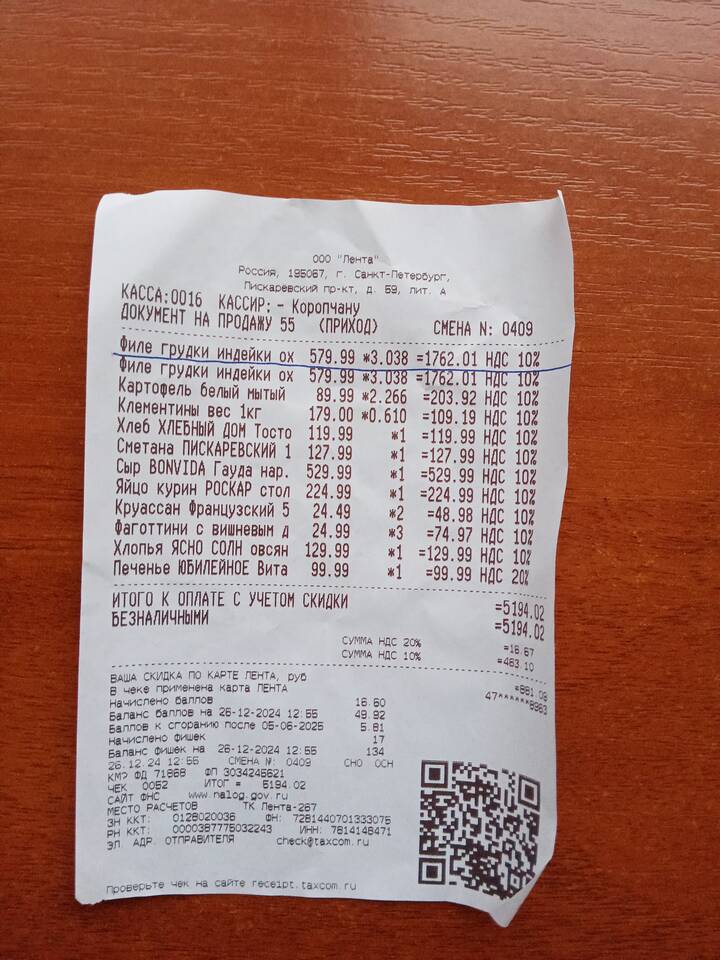 ООО "Лента"
Россия, 195067, г. Санкт-Петербург,
Пискаревский пр-кт, д. 59, лит. А
КАССА:0016 КАССИР: - Коропчану
ДОКУМЕНТ НА ПРОДАЖУ 55 (ПРИХОД) СМЕНА N: 0409
Филе грудки индейки ох 579.99 *3.038 =1762.01 НДС 10%
Филе грудки индейки ох 579.99 *3.038 =1762.01 НДС 10%
Картофель белый мытый 89.99 *2.266 =203.92 НДС 10%
Клементины вес 1кг 179.00 *0.610 =109.19 НДС 10%
Хлеб ХЛЕБНЫЙ ДОМ Тосто 119.99 *1 =119.99 НДС 10%
Сметана ПИСКАРЕВСКИЙ 1 127.99 *1 =127.99 НДС 10%
Сыр BONVIDA Гауда нар. 529.99 *1 =529.99 НДС 10%
Яйцо курин РОСКАР стол 224.99 *1 =224.99 НДС 10%
Круассан Французский 5 24.49 *2 =48.98 НДС 10%
Фаготтини с вишневым д 24.99 *3 =74.97 НДС 10%
Хлопья ЯСНО СОЛН овсян 129.99 *1 =129.99 НДС 10%
Печенье ЮБИЛЕЙНОЕ Вита 99.99 *1 =99.99 НДС 20%
ИТОГО К ОПЛАТЕ С УЧЕТОМ СКИДКИ =5194.02
БЕЗНАЛИЧНЫМИ =5194.02
СУММА НДС 20% =16.67
СУММА НДС 10% =463.10
ВАША СКИДКА ПО КАРТЕ ЛЕНТА, руб =881.09
В чеке применена карта ЛЕНТА 47******8983
Начислено баллов 16.60
Баланс баллов на 26-12-2024 12:55 49.92
Баллов к сгоранию после 05-06-2025 5.81
Начислено фишек 17
Баланс фишек на 26-12-2024 12:55 134
26.12.24 12:55 СМЕНА №: 0409 СНО ОСН
КМ? ФД 71868 ФП 3034245621
ЧЕК 0052 ИТОГ = 5194.02
САЙТ ФНС www.nalog.gov.ru
МЕСТО РАСЧЕТОВ ТК Лента-267
ЗН ККТ: 0128020036 ФН: 7281440701333075
РН ККТ: 0000387775032243 ИНН: 7814148471
ЭЛ. АДР. ОТПРАВИТЕЛЯ check@taxcom.ru
Проверьте чек на сайте receipt.taxcom.ru